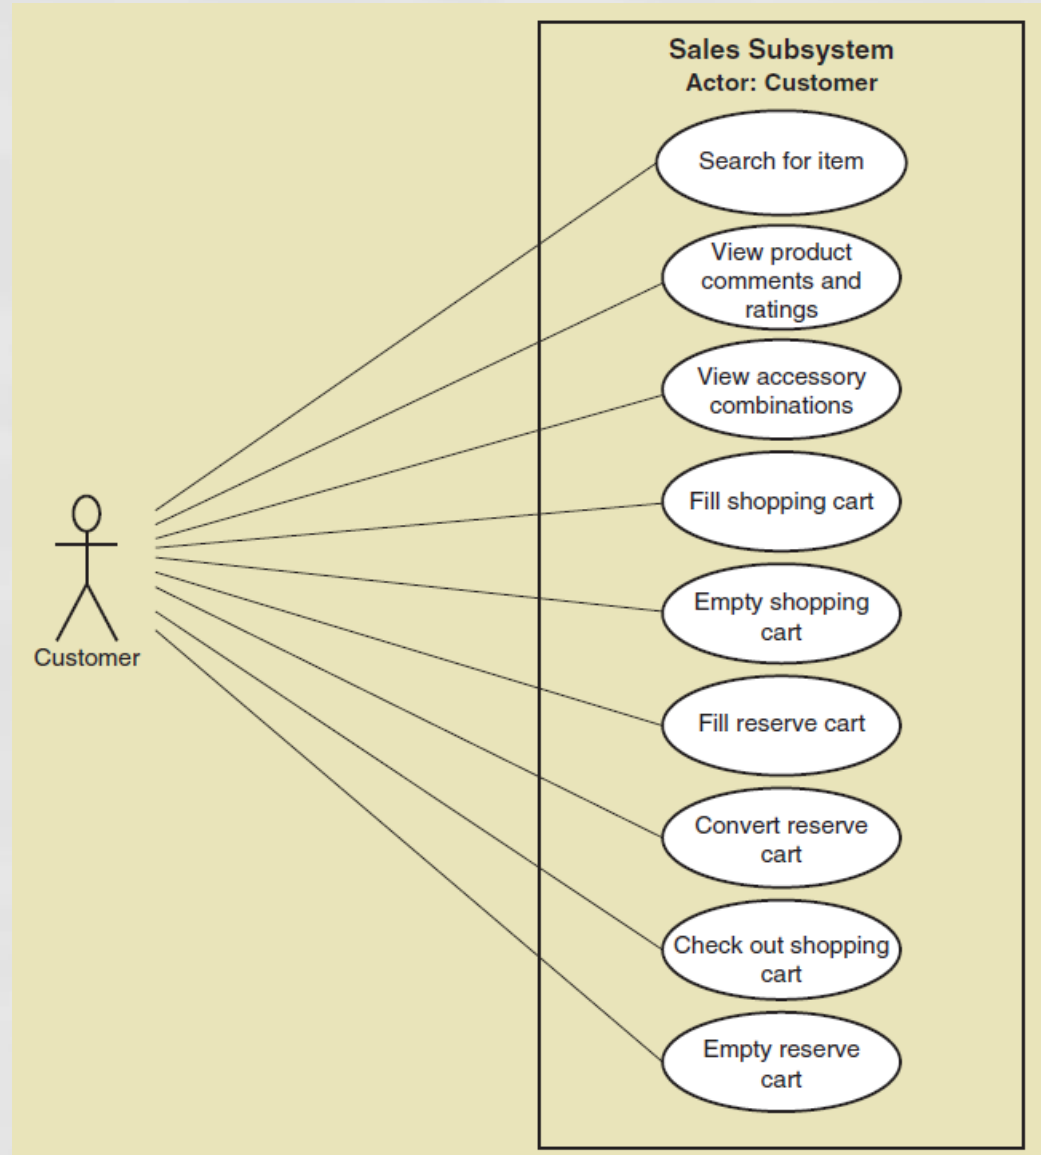 Sales Subsystem
Actor: Customer
Search for item
View product
comments and
ratings
View accessory
combinations
Fill shopping cart
Empty shopping
cart
Fill reserve cart
Convert reserve
cart
Check out shopping
cart
Empty reserve
cart
Customer